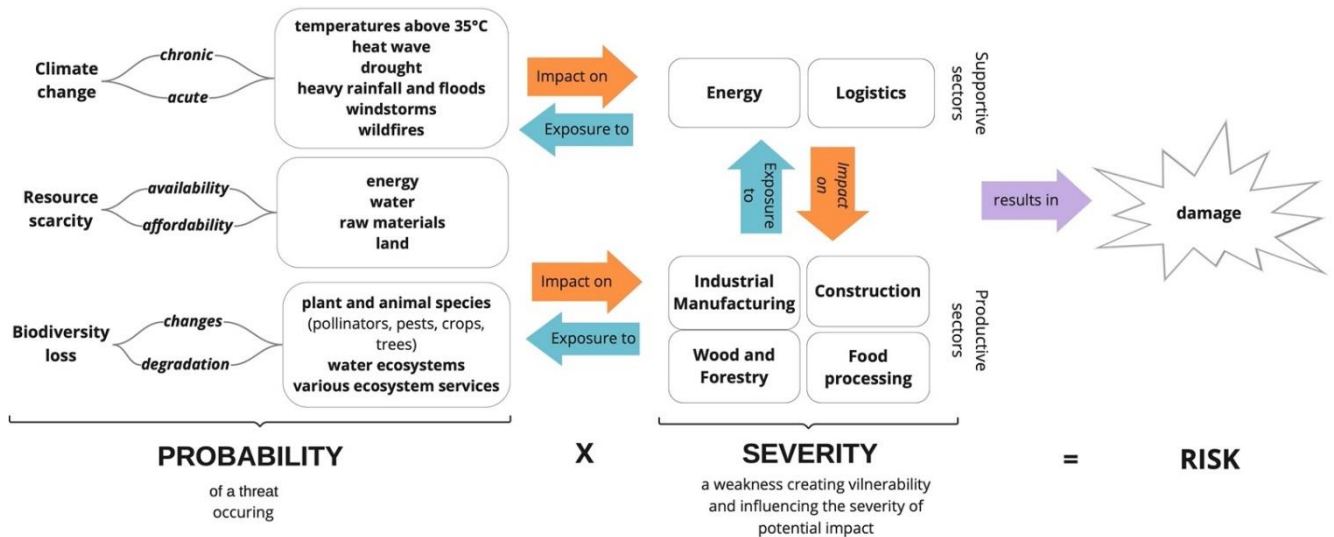 Climate
change
chronic
acute
temperatures above 35°C
heat wave
drought
heavy rainfall and floods
windstorms
wildfires
Resource
scarcity
availability
affordability
energy
water
raw materials
land
Biodiversity
loss
changes
degradation
plant and animal species
(pollinators, pests, crops,
trees)
water ecosystems
various ecosystem services
Impact on
Exposure to
Impact on
Exposure to
Energy
Logistics
Supportive
sectors
Exposure
to
Impact
on
Industrial
Manufacturing
Construction
Wood and
Forestry
Food
processing
Productive
sectors
results in
damage
PROBABILITY
of a threat
occuring
X
SEVERITY
a weakness creating vilnerability
and influencing the severity of
potential impact
=
RISK